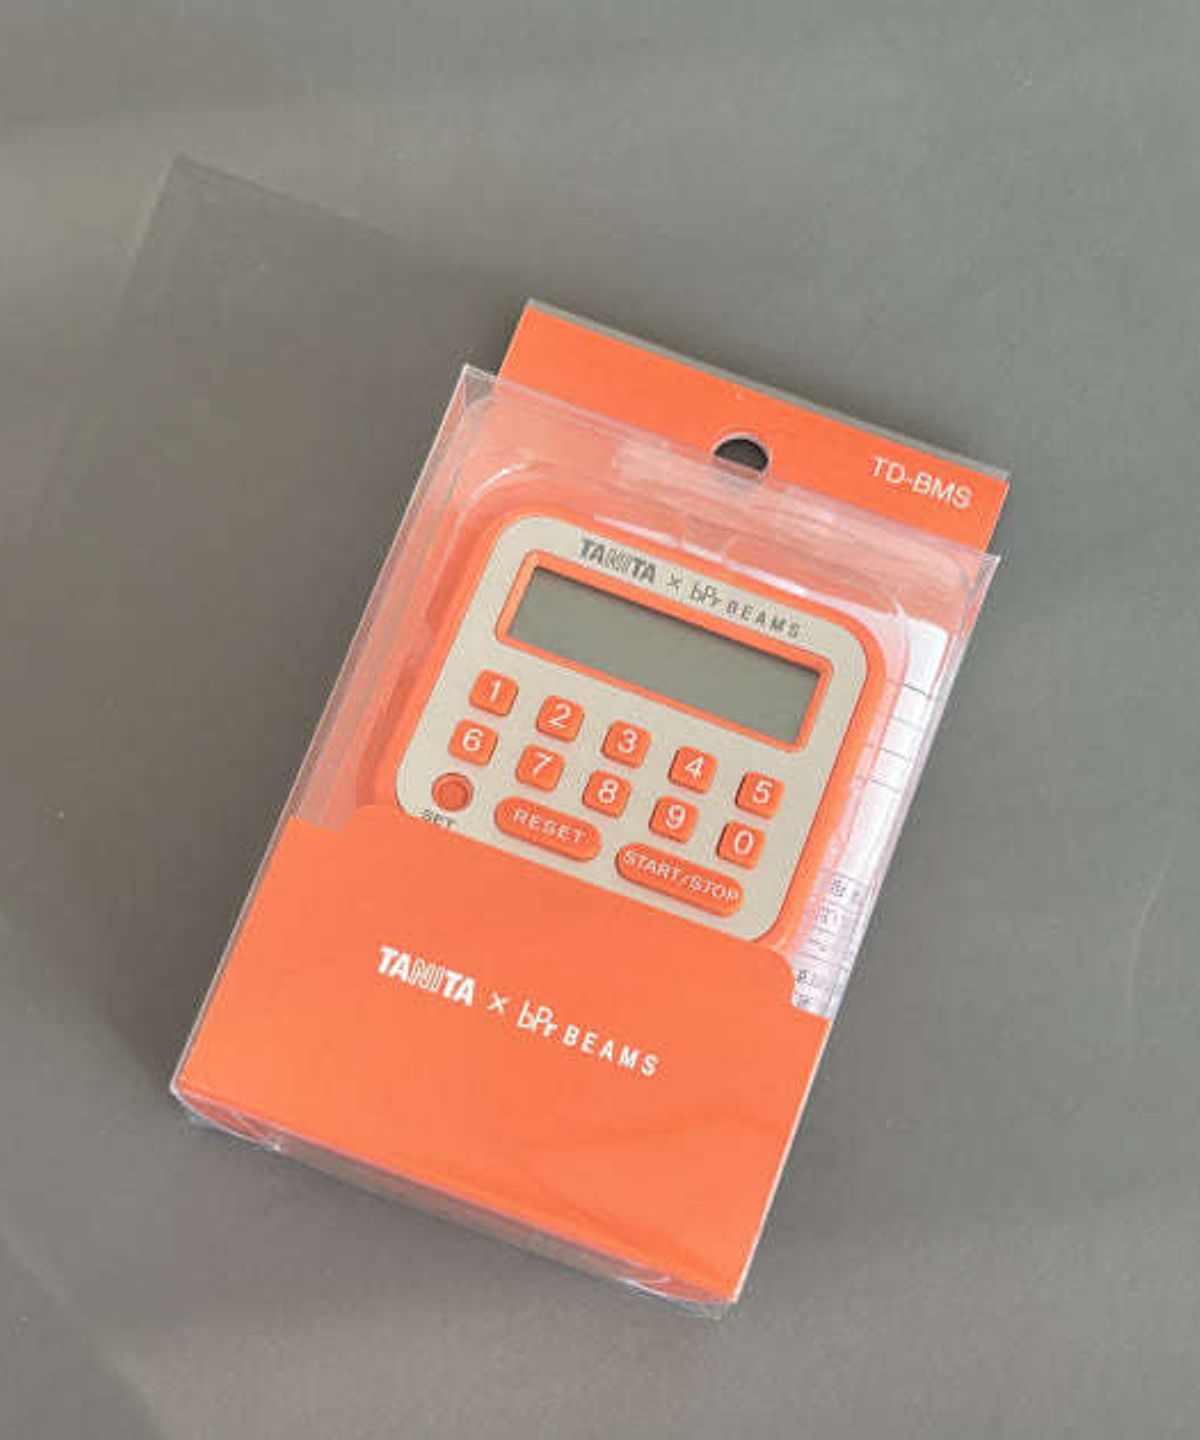 TD-BMS
TANITA × bPr BEAMS
1 2 3 4 5
6 7 8 9 0
SET RESET START/STOP
TANITA × bPr BEAMS